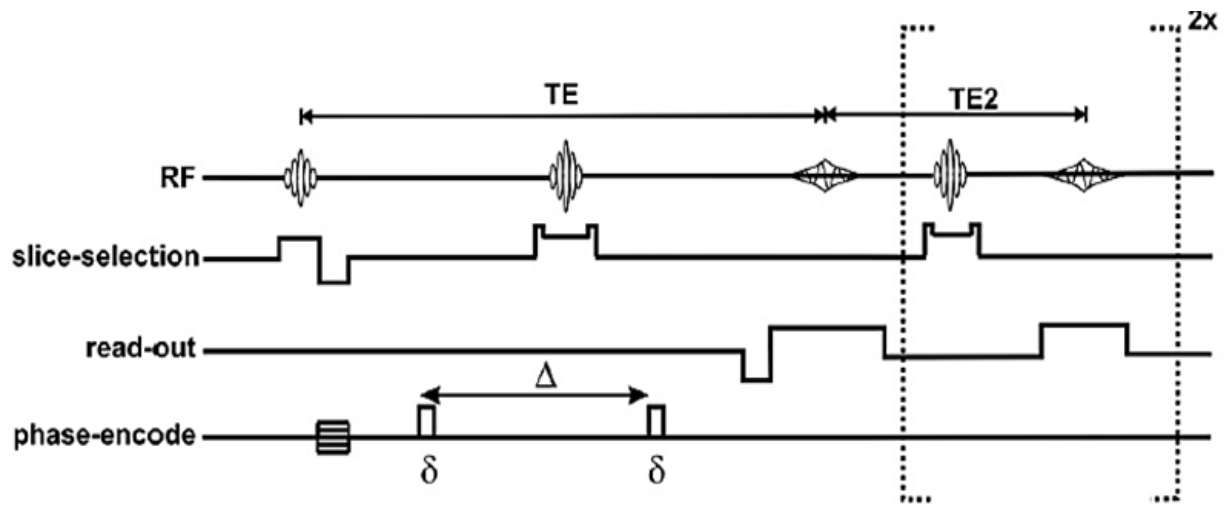 2x
TE
TE2
RF
slice-selection
read-out
Δ
phase-encode
δ δ